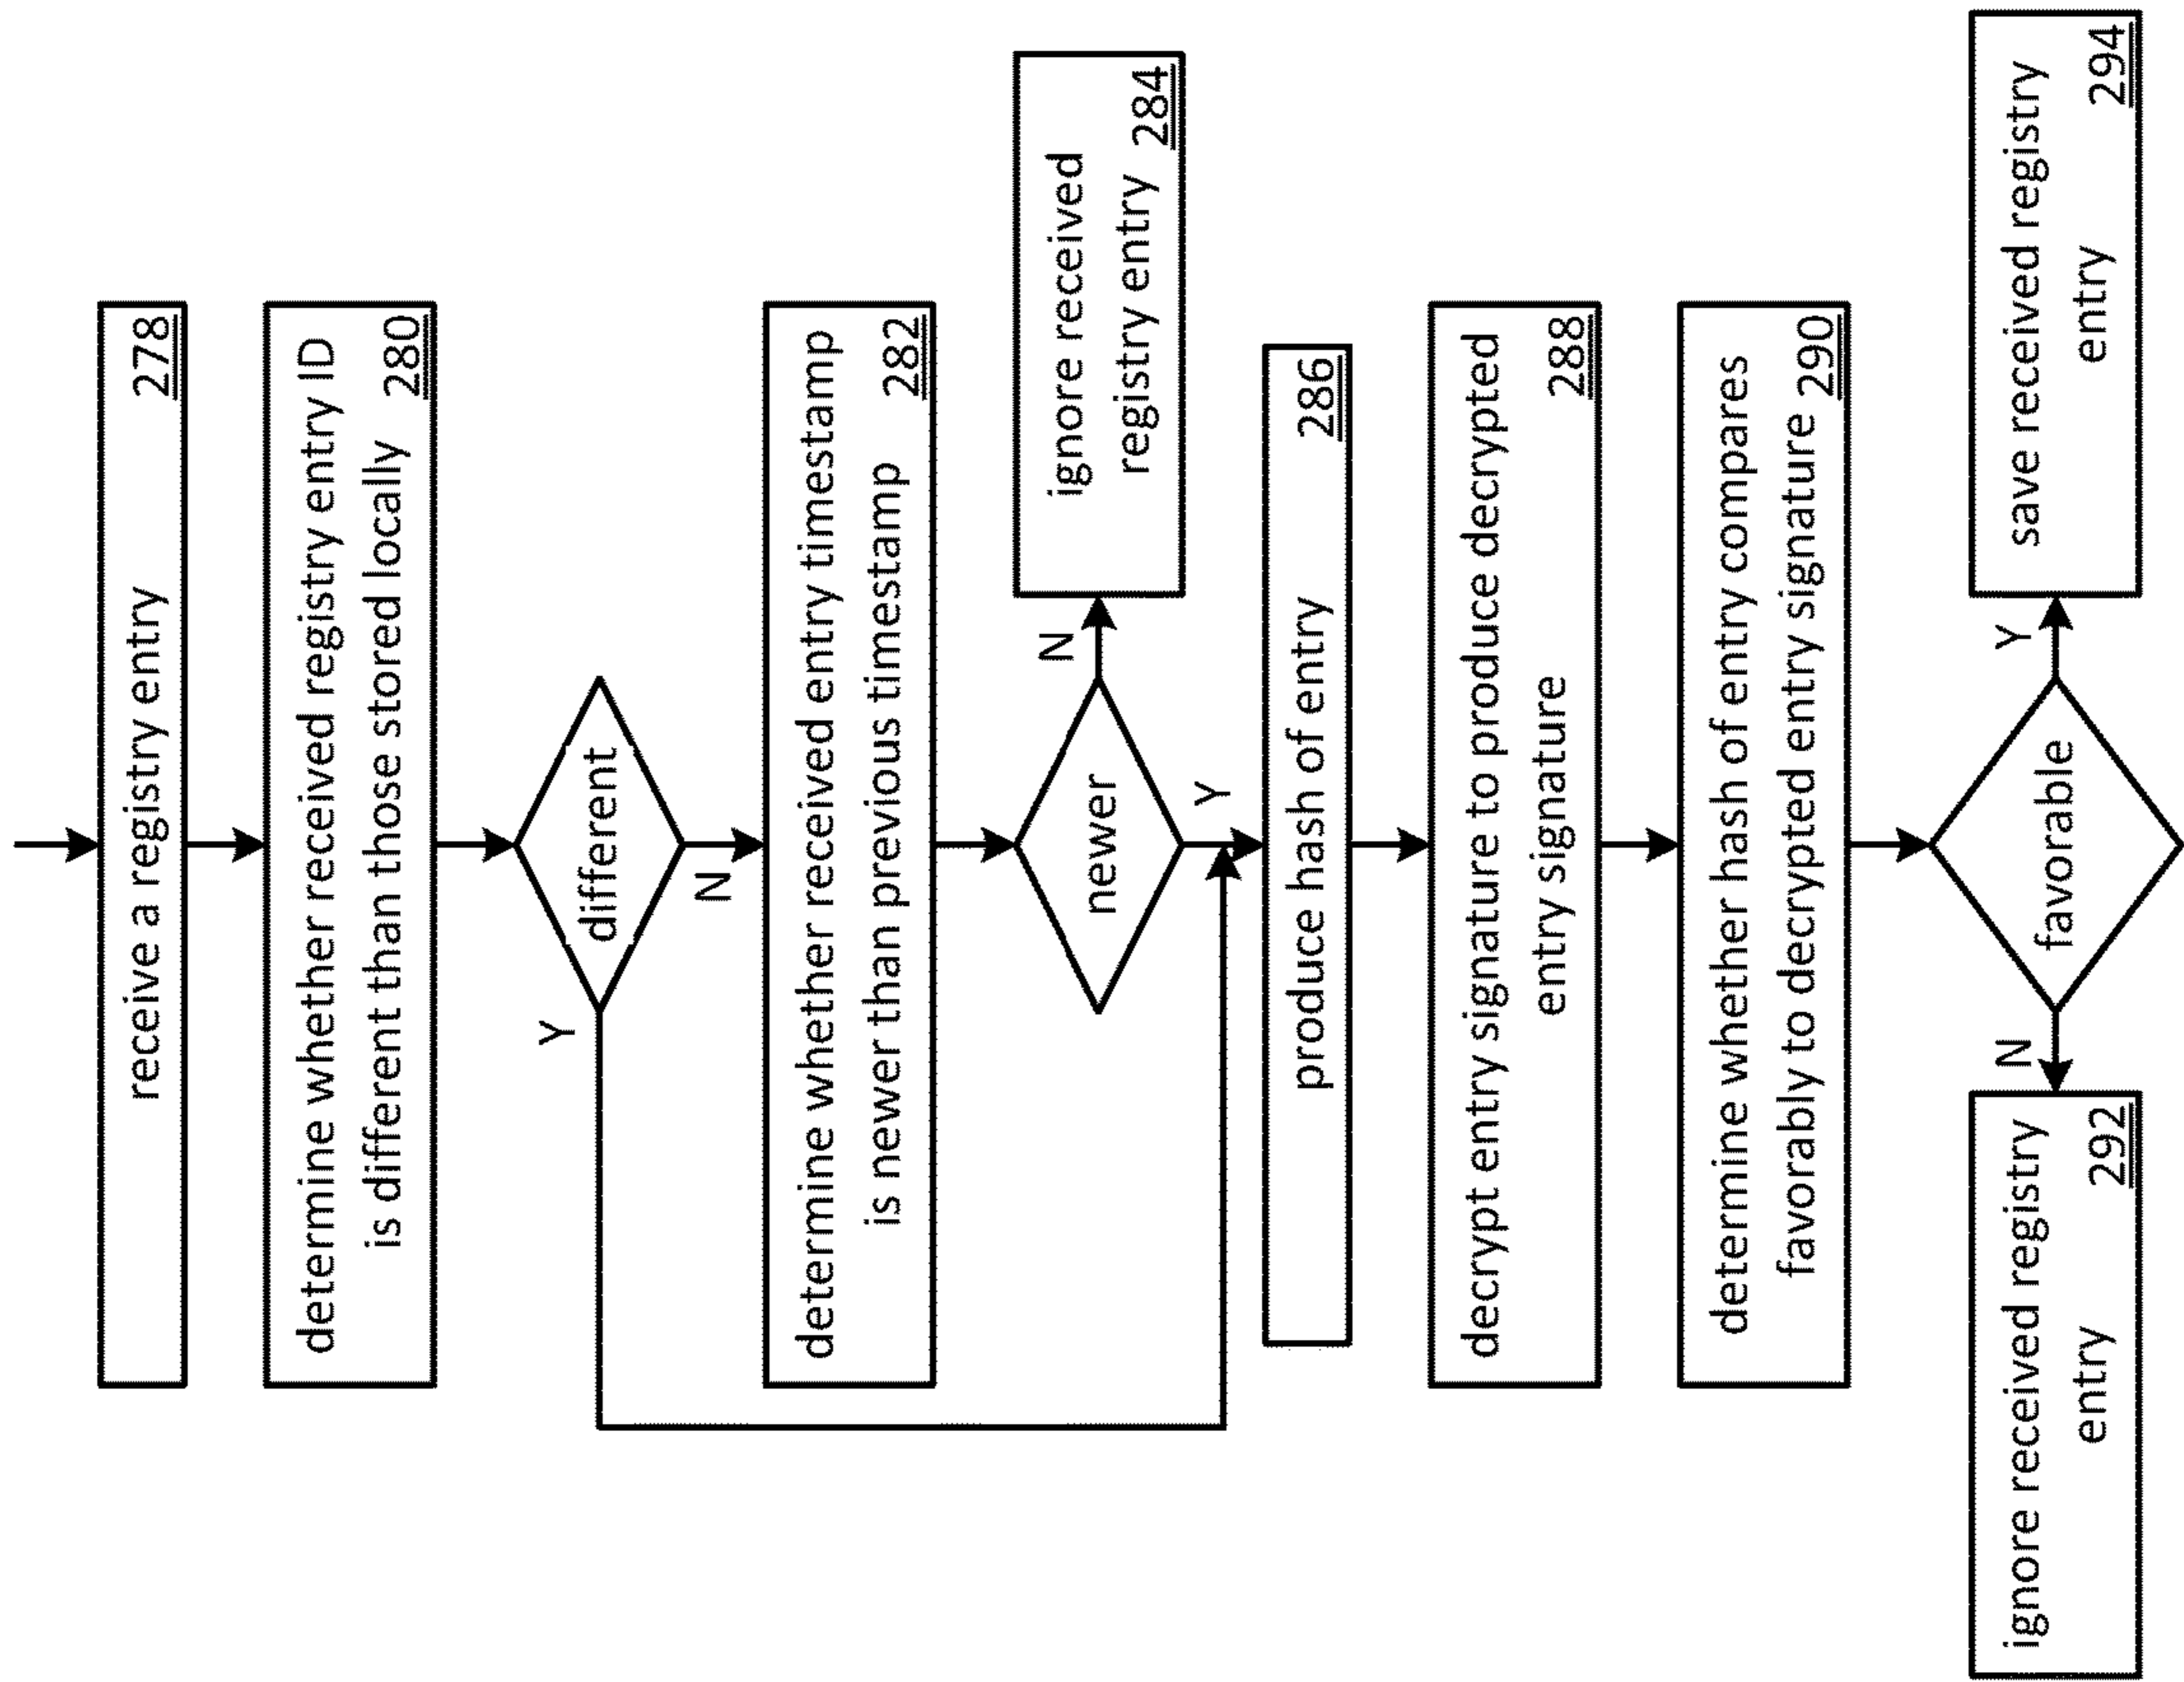 receive a registry entry 278
determine whether received registry entry ID
is different than those stored locally 280
different
Y
N
determine whether received entry timestamp
is newer than previous timestamp 282
newer
N
ignore received
registry entry 284
Y
produce hash of entry 286
decrypt entry signature to produce decrypted
entry signature 288
determine whether hash of entry compares
favorably to decrypted entry signature 290
favorable
N
Y
ignore received registry
entry 292
save received registry
entry 294